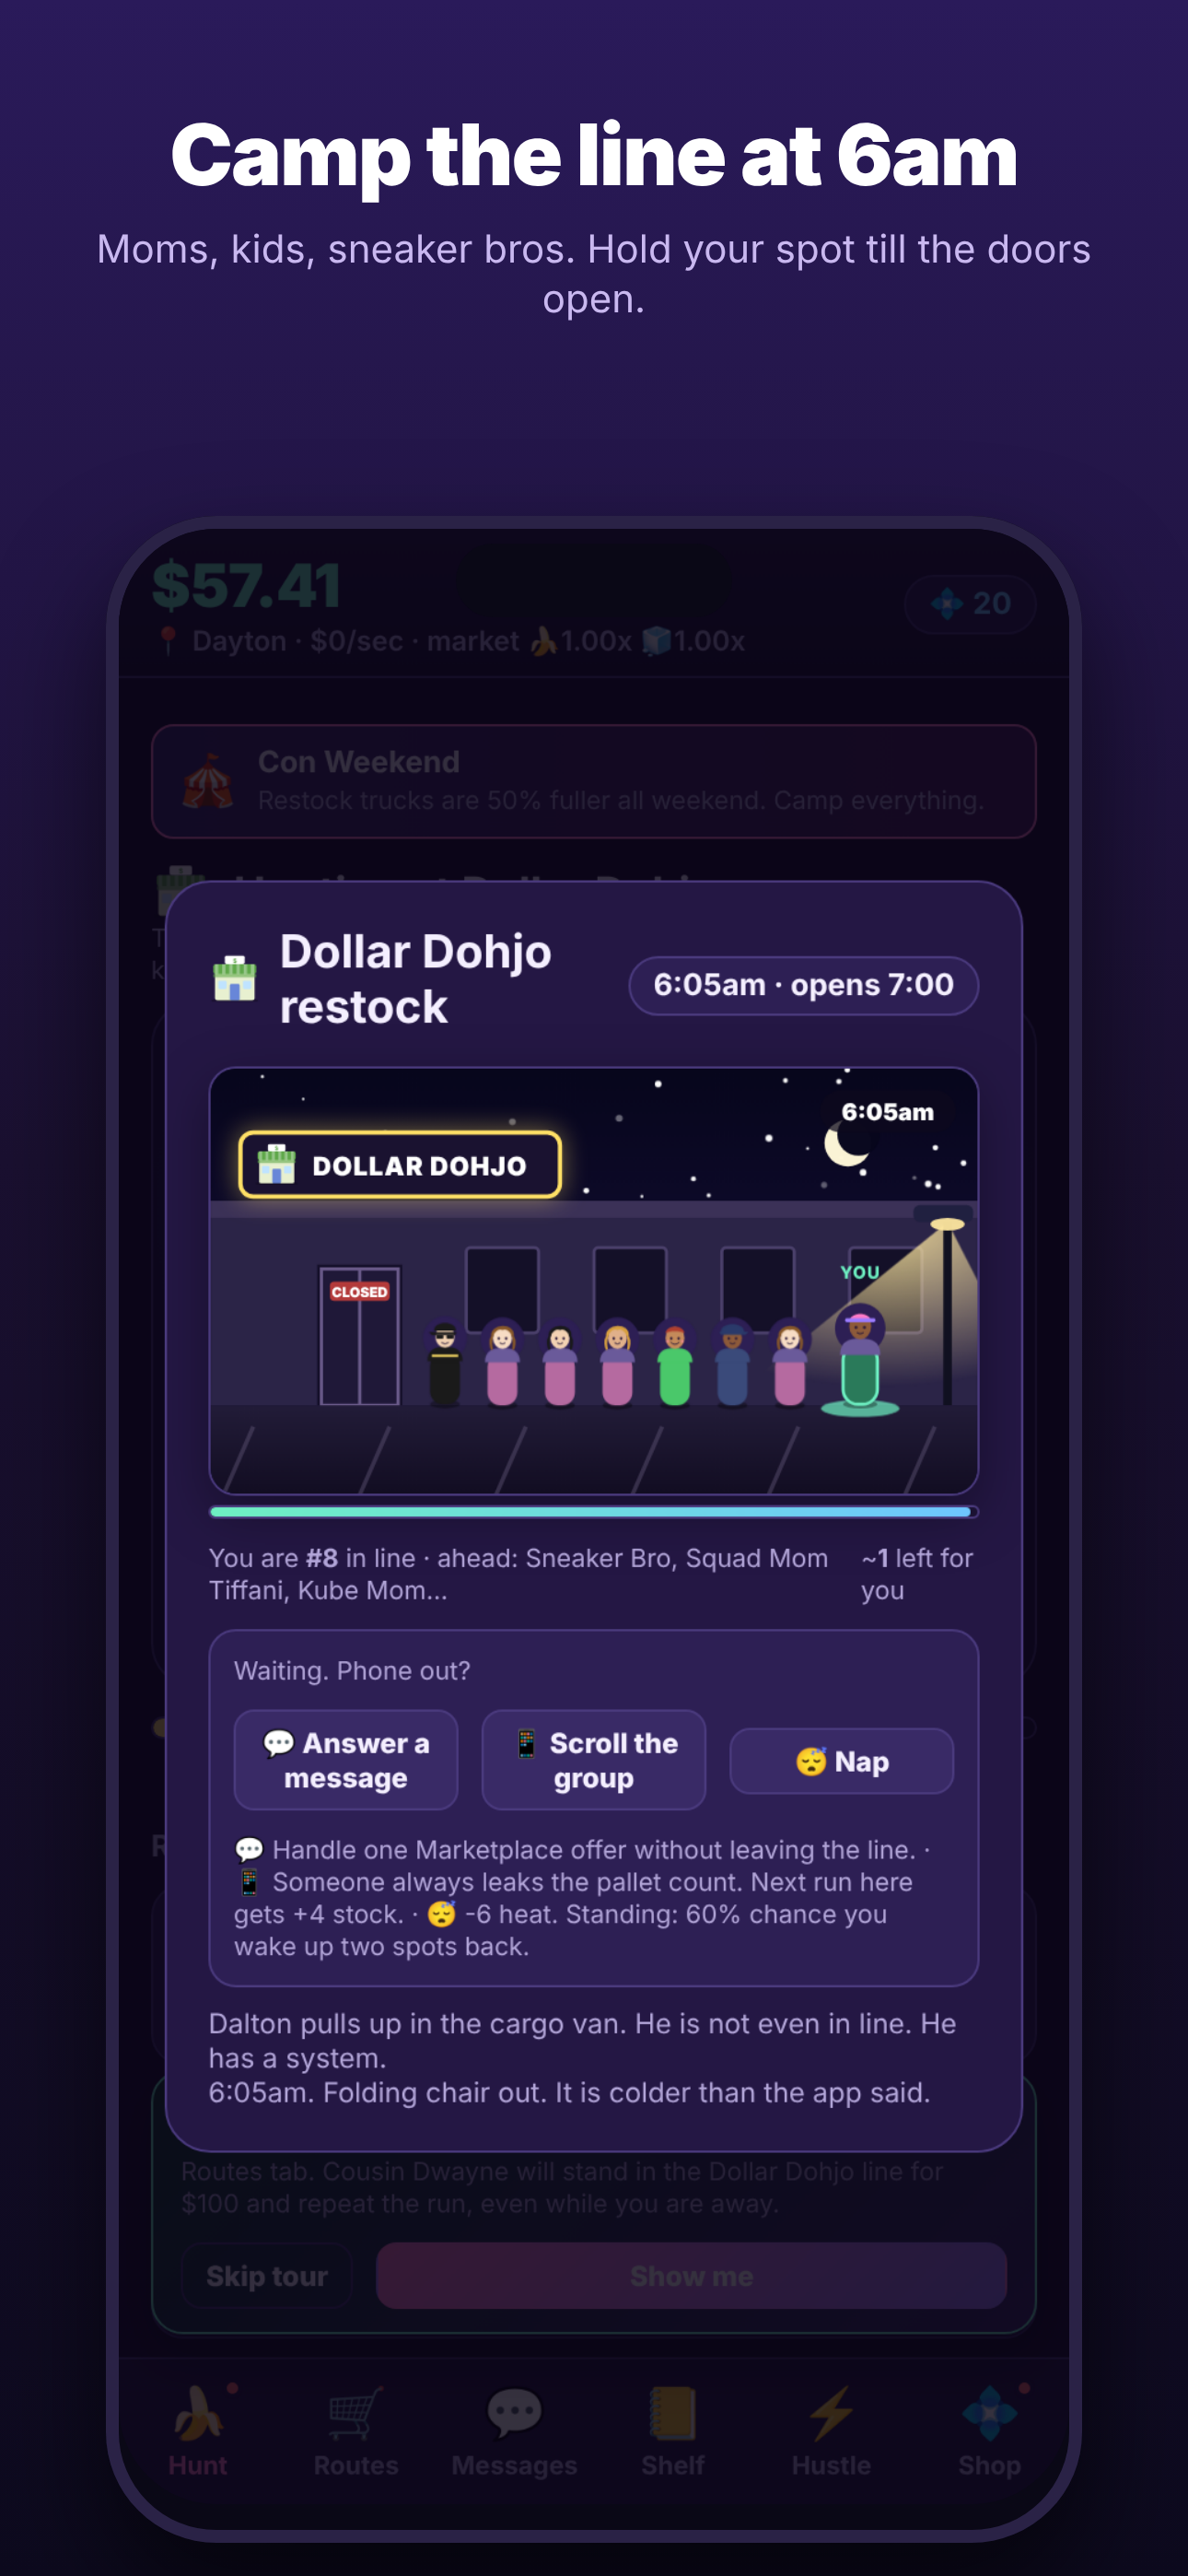 Camp the line at 6am
Moms, kids, sneaker bros. Hold your spot till the doors
open.
$57.41
💠 20
📍 Dayton · $0/sec · market 🍌1.00x 🧊1.00x
Con Weekend
Restock trucks are 50% fuller all weekend. Camp everything.
Dollar Dohjo
restock
6:05am · opens 7:00
6:05am
DOLLAR DOHJO
CLOSED
YOU
You are #8 in line · ahead: Sneaker Bro, Squad Mom
Tiffani, Kube Mom...
~1 left for
you
Waiting. Phone out?
💬 Answer a
message
📱 Scroll the
group
😴 Nap
💬 Handle one Marketplace offer without leaving the line. ·
📱 Someone always leaks the pallet count. Next run here
gets +4 stock. · 😴 -6 heat. Standing: 60% chance you
wake up two spots back.
Dalton pulls up in the cargo van. He is not even in line. He
has a system.
6:05am. Folding chair out. It is colder than the app said.
Routes tab. Cousin Dwayne will stand in the Dollar Dohjo line for
$100 and repeat the run, even while you are away.
Skip tour
Show me
Hunt
Routes
Messages
Shelf
Hustle
Shop